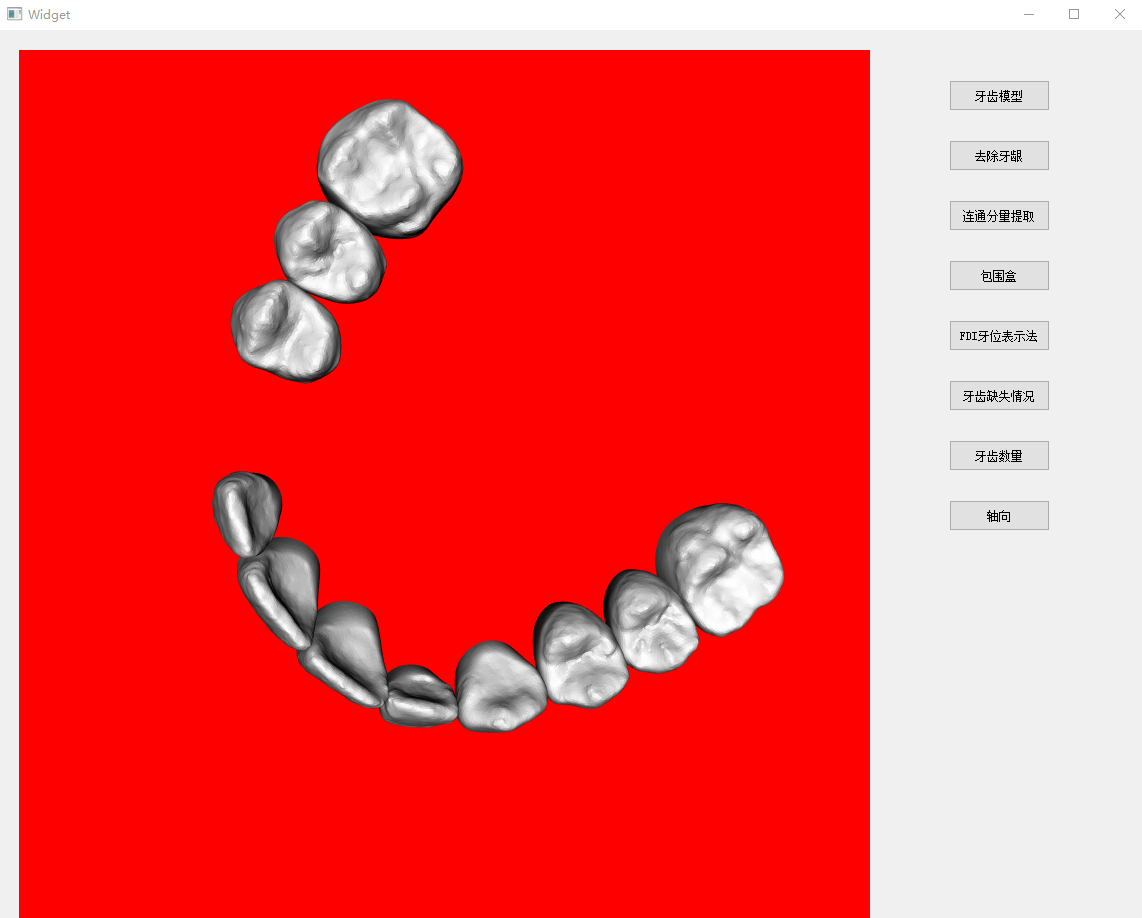 Widget
牙齿模型
去除牙龈
连通分量提取
包围盒
FDI牙位表示法
牙齿缺失情况
牙齿数量
轴向